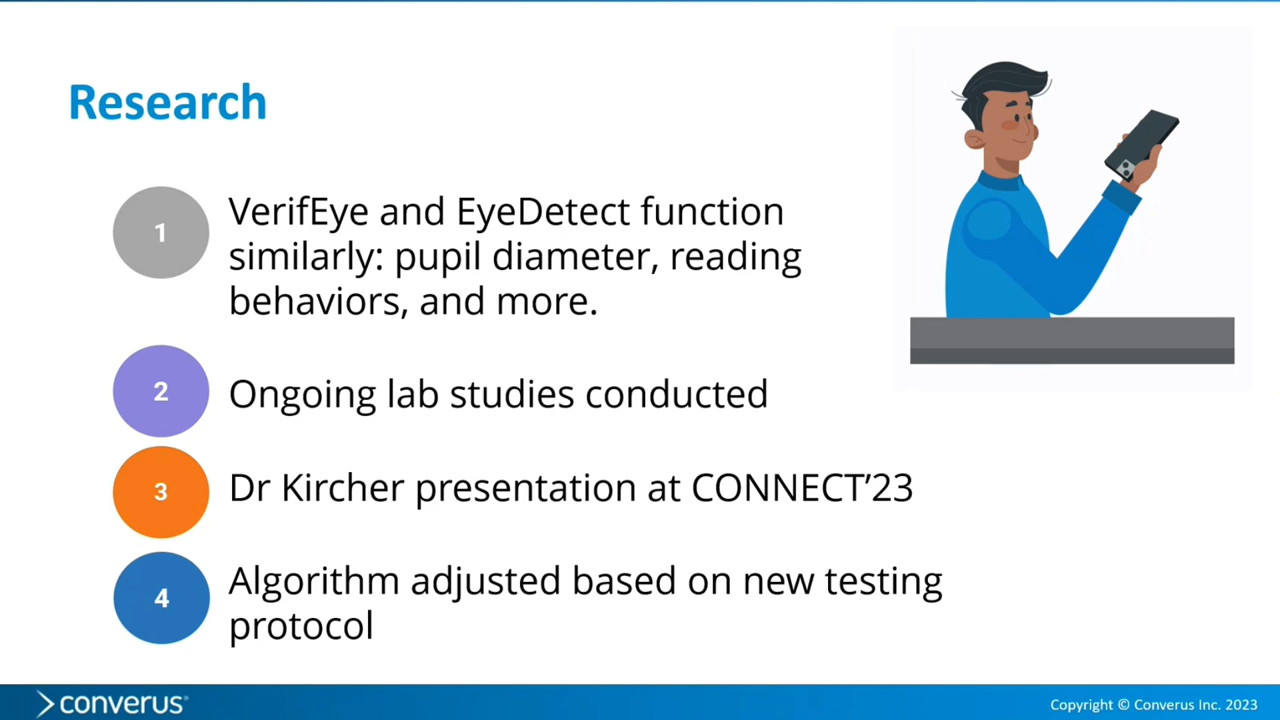 Research
1
VerifEye and EyeDetect function
similarly: pupil diameter, reading
behaviors, and more.
2
Ongoing lab studies conducted
3
Dr Kircher presentation at CONNECT’23
4
Algorithm adjusted based on new testing
protocol
converus®
Copyright © Converus Inc. 2023